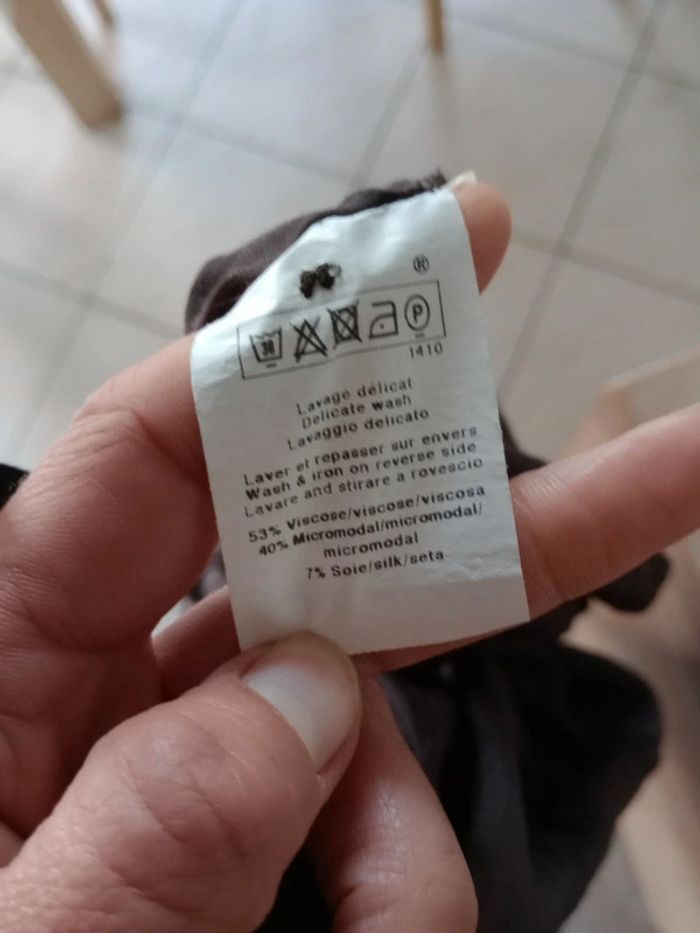 ®
30
P
1410
Lavage délicat
Delicate wash
Lavaggio delicato
Laver et repasser sur envers
Wash & iron on reverse side
Lavare and stirare a rovescio
53% Viscose/viscose/viscosa
40% Micromodal/micromodal/
micromodal
7% Soie/silk/seta